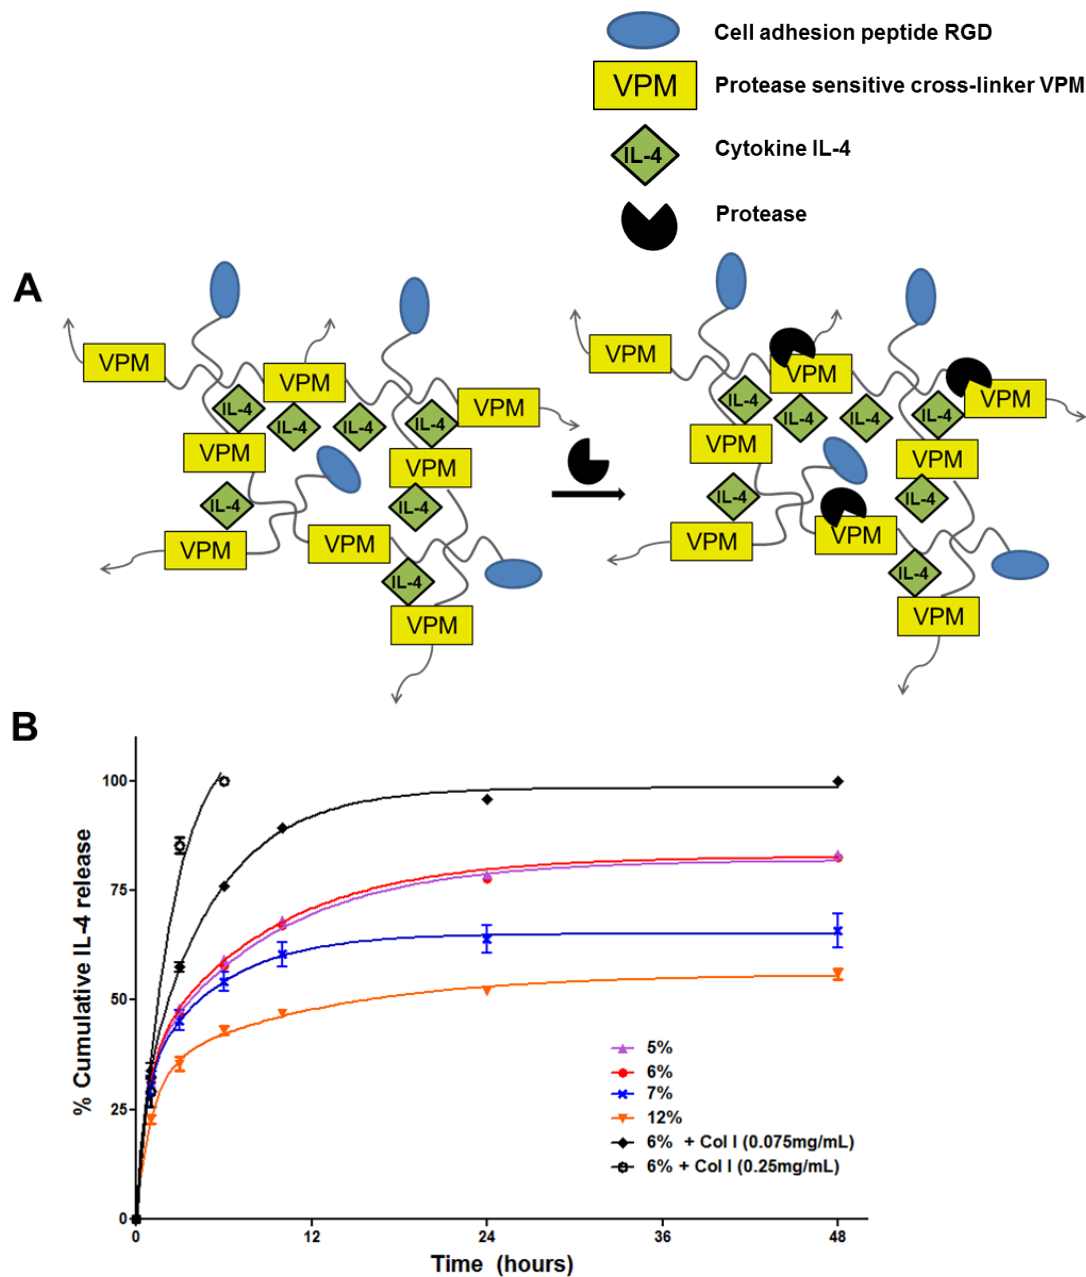 Cell adhesion peptide RGD
VPM Protease sensitive cross-linker VPM
IL-4 Cytokine IL-4
Protease
A
VPM
VPM
VPM
IL-4
IL-4
IL-4
IL-4
VPM
VPM
IL-4
IL-4
VPM
VPM
IL-4
VPM
VPM
VPM
VPM
IL-4
IL-4
IL-4
IL-4
VPM
VPM
IL-4
IL-4
VPM
VPM
IL-4
VPM
B
% Cumulative IL-4 release
100
75
50
25
0
5%
6%
7%
12%
6% + Col I (0.075mg/mL)
6% + Col I (0.25mg/mL)
0 12 24 36 48
Time (hours)